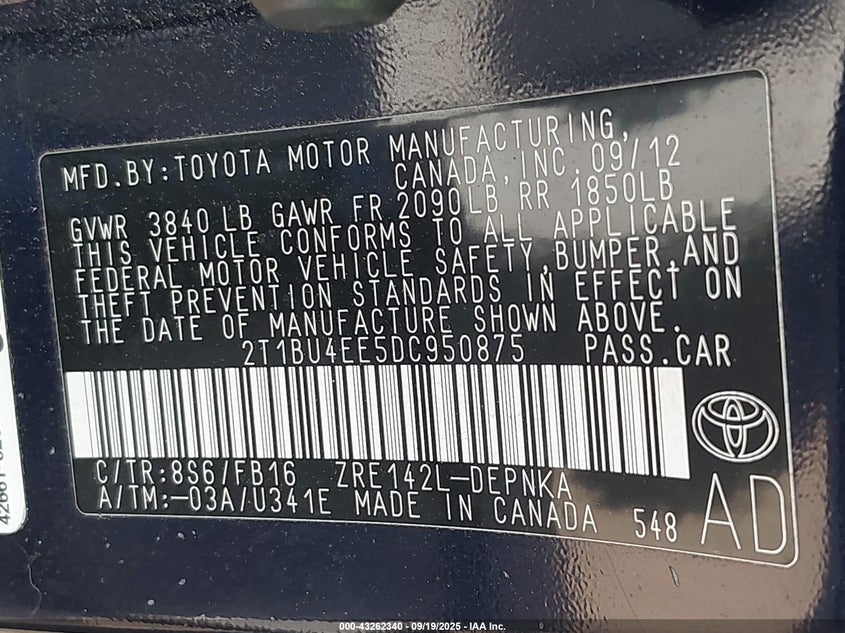 MFD.BY:TOYOTA MOTOR MANUFACTURING,
CANADA,INC. 09/12
GVWR 3840 LB GAWR FR 2090LB RR 1850LB
THIS VEHICLE CONFORMS TO ALL APPLICABLE
FEDERAL MOTOR VEHICLE SAFETY,BUMPER,AND
THEFT PREVENTION STANDARDS IN EFFECT ON
THE DATE OF MANUFACTURE SHOWN ABOVE.
2T1BU4EE5DC950875 PASS.CAR
C/TR:8S6/FB16 ZRE142L-DEPNKA
A/TM:-03A/U341E MADE IN CANADA 548 AD
000-43262340 - 09/19/2025 - IAA Inc.